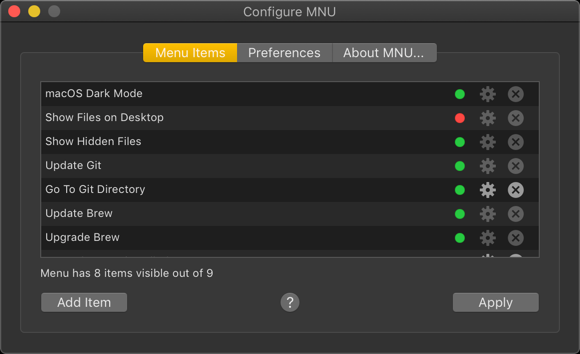 Configure MNU
Menu Items Preferences About MNU...
macOS Dark Mode
Show Files on Desktop
Show Hidden Files
Update Git
Go To Git Directory
Update Brew
Upgrade Brew
Menu has 8 items visible out of 9
Add Item ? Apply